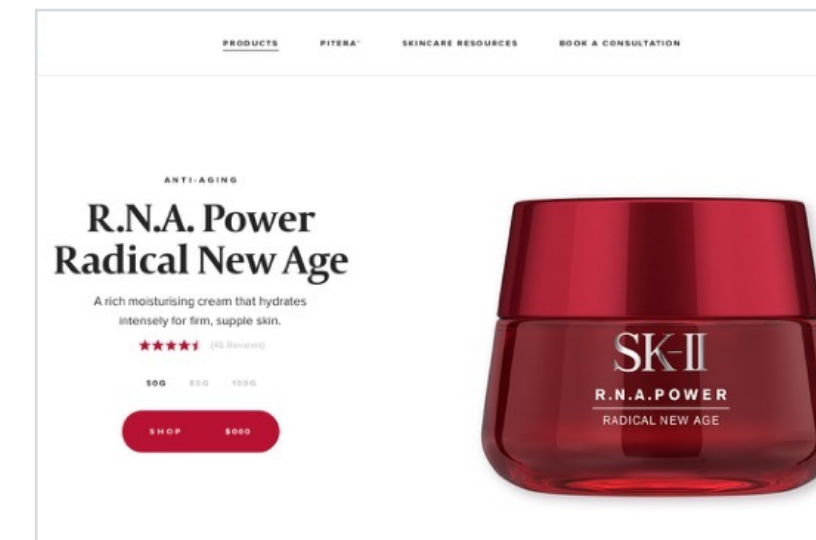 PRODUCTS PITERA™ SKINCARE RESOURCES BOOK A CONSULTATION
ANTI-AGING
R.N.A. Power
Radical New Age
A rich moisturising cream that hydrates
intensely for firm, supple skin.
(45 Reviews)
50G 80G 100G
SHOP $000
SK-II
R.N.A.POWER
RADICAL NEW AGE